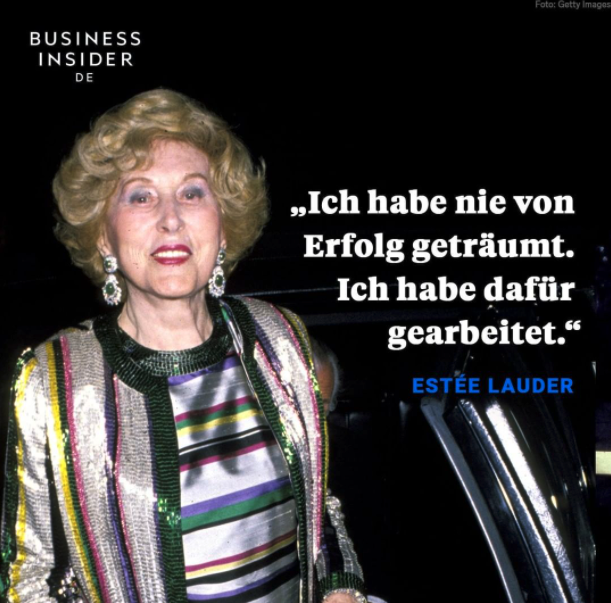 Foto: Getty Images
BUSINESS
INSIDER
DE
„Ich habe nie von
Erfolg geträumt.
Ich habe dafür
gearbeitet.“
ESTÉE LAUDER